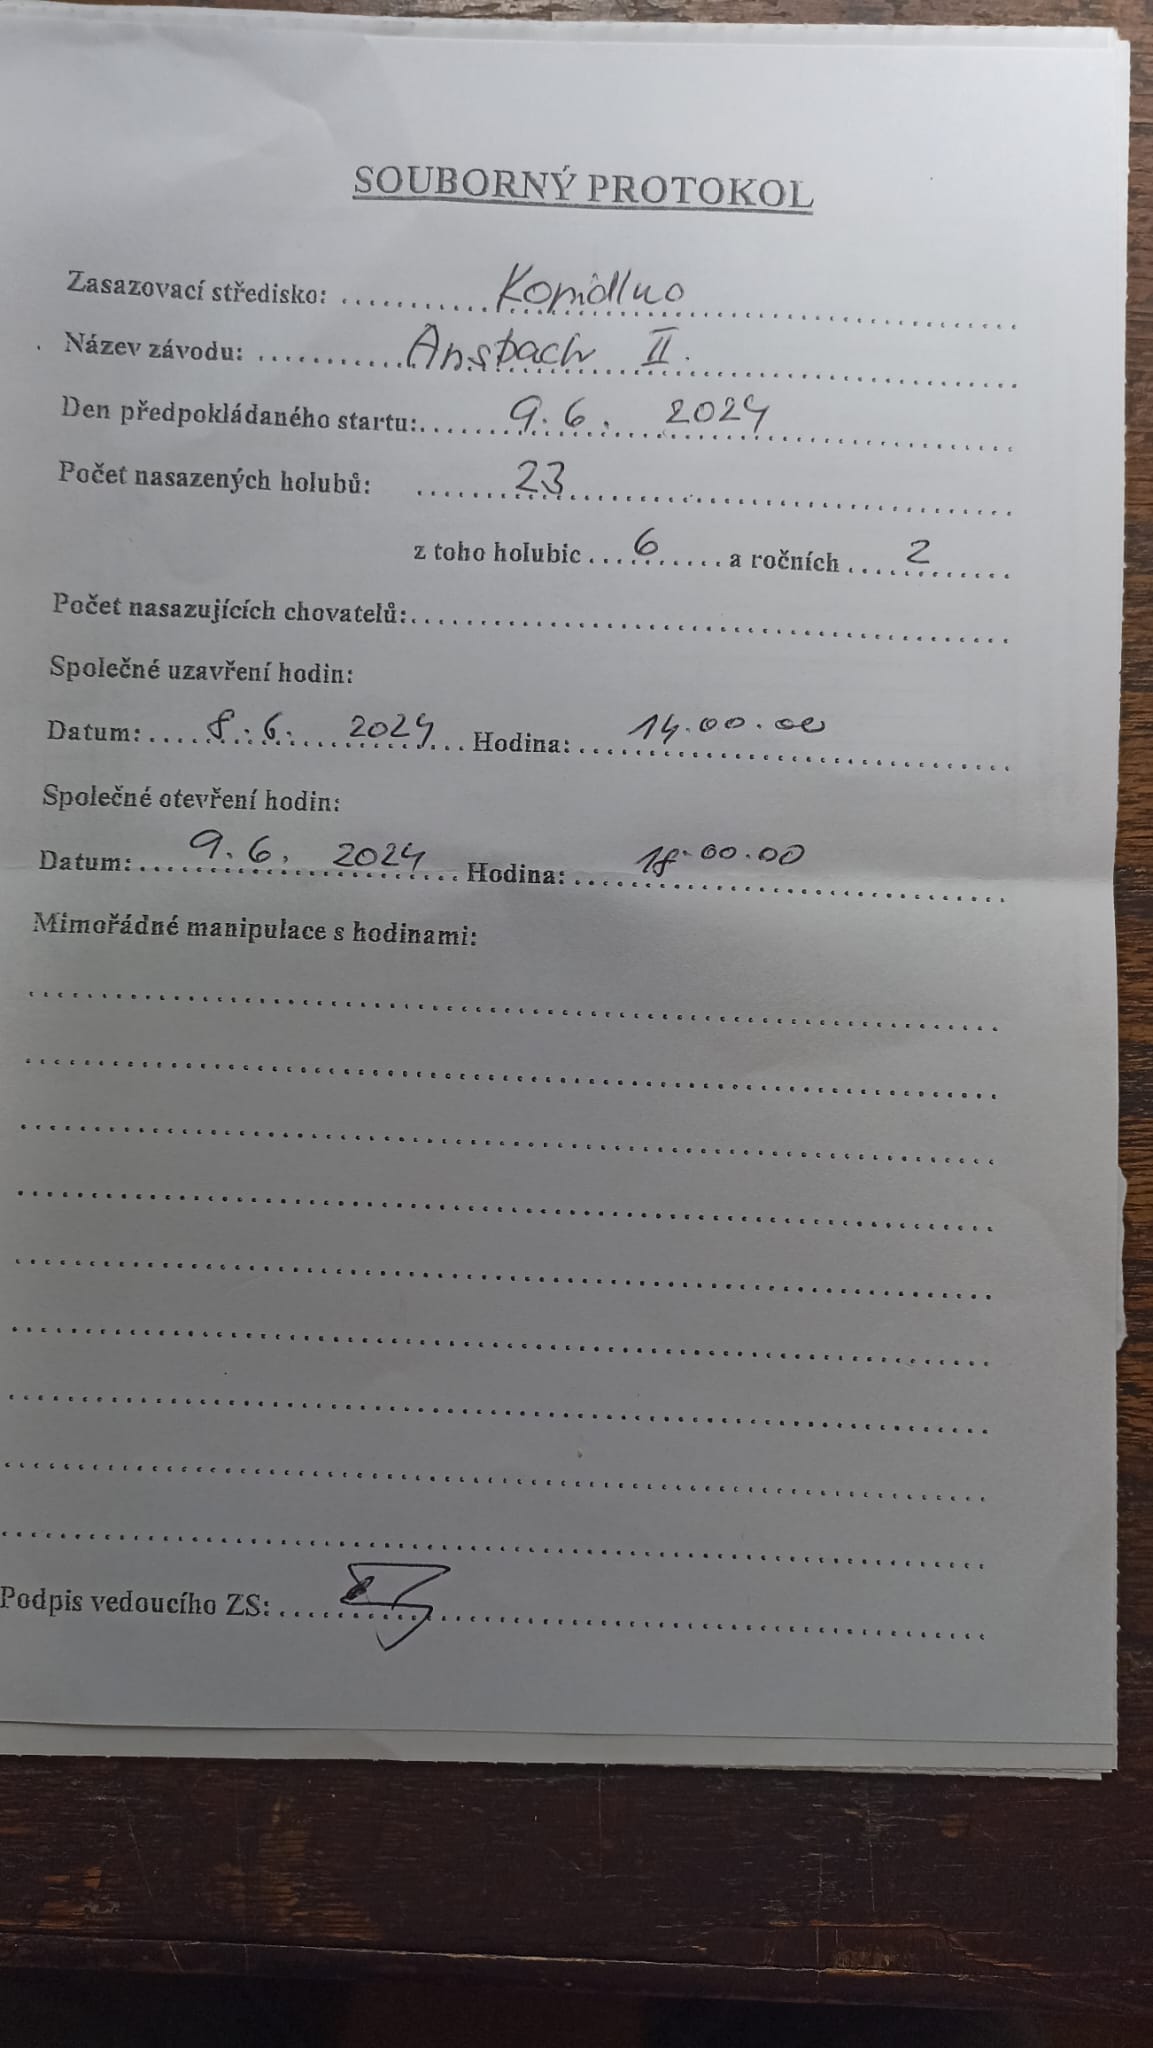 SOUBORNÝ PROTOKOL
Zasazovací středisko: ........... Kopidlno
Název závodu: ........... Ansbach II.
Den předpokládaného startu: ....... 9.6. 2024
Počet nasazených holubů: ....... 23
z toho holubic .... 6 ...... a ročních .... 2 ......
Počet nasazujících chovatelů: .......
Společné uzavření hodin:
Datum: .... 8.6. 2024 ... Hodina: .... 14.00.00
Společné otevření hodin:
Datum: .... 9.6. 2024 .... Hodina: .... 18.00.00
Mimořádné manipulace s hodinami:
Podpis vedoucího ZS: .......